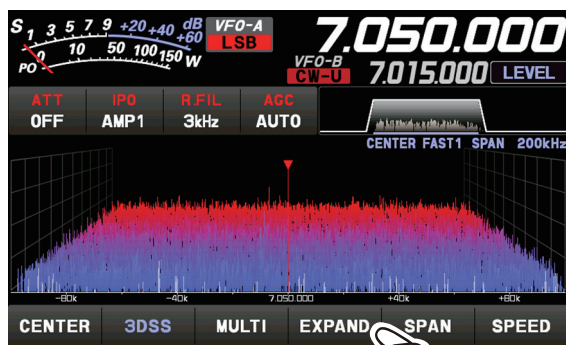 S 1 3 5 7 9 +20 +40 +60 dB
PO 0 10 50 100 150 W
VFO-A
LSB
7.050.000
VFO-B
CW-U
7.015.000
LEVEL
ATT IPO R.FIL AGC
OFF AMP1 3kHz AUTO
CENTER FAST1 SPAN 200kHz
-80k -40k 7.050.000 +40k +80k
CENTER 3DSS MULTI EXPAND SPAN SPEED